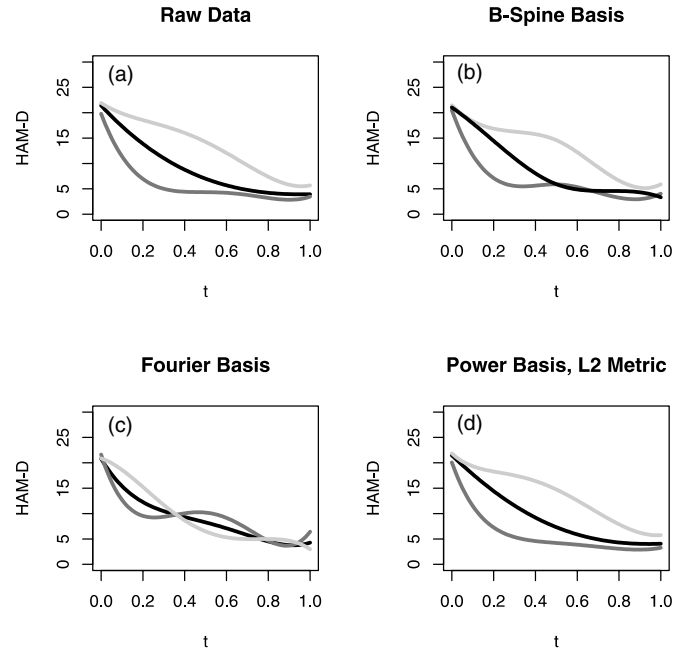 Raw Data
(a)
HAM-D
0 5 15 25
0.0 0.2 0.4 0.6 0.8 1.0
t
B-Spine Basis
(b)
HAM-D
0 5 15 25
0.0 0.2 0.4 0.6 0.8 1.0
t
Fourier Basis
(c)
HAM-D
0 5 15 25
0.0 0.2 0.4 0.6 0.8 1.0
t
Power Basis, L2 Metric
(d)
HAM-D
0 5 15 25
0.0 0.2 0.4 0.6 0.8 1.0
t